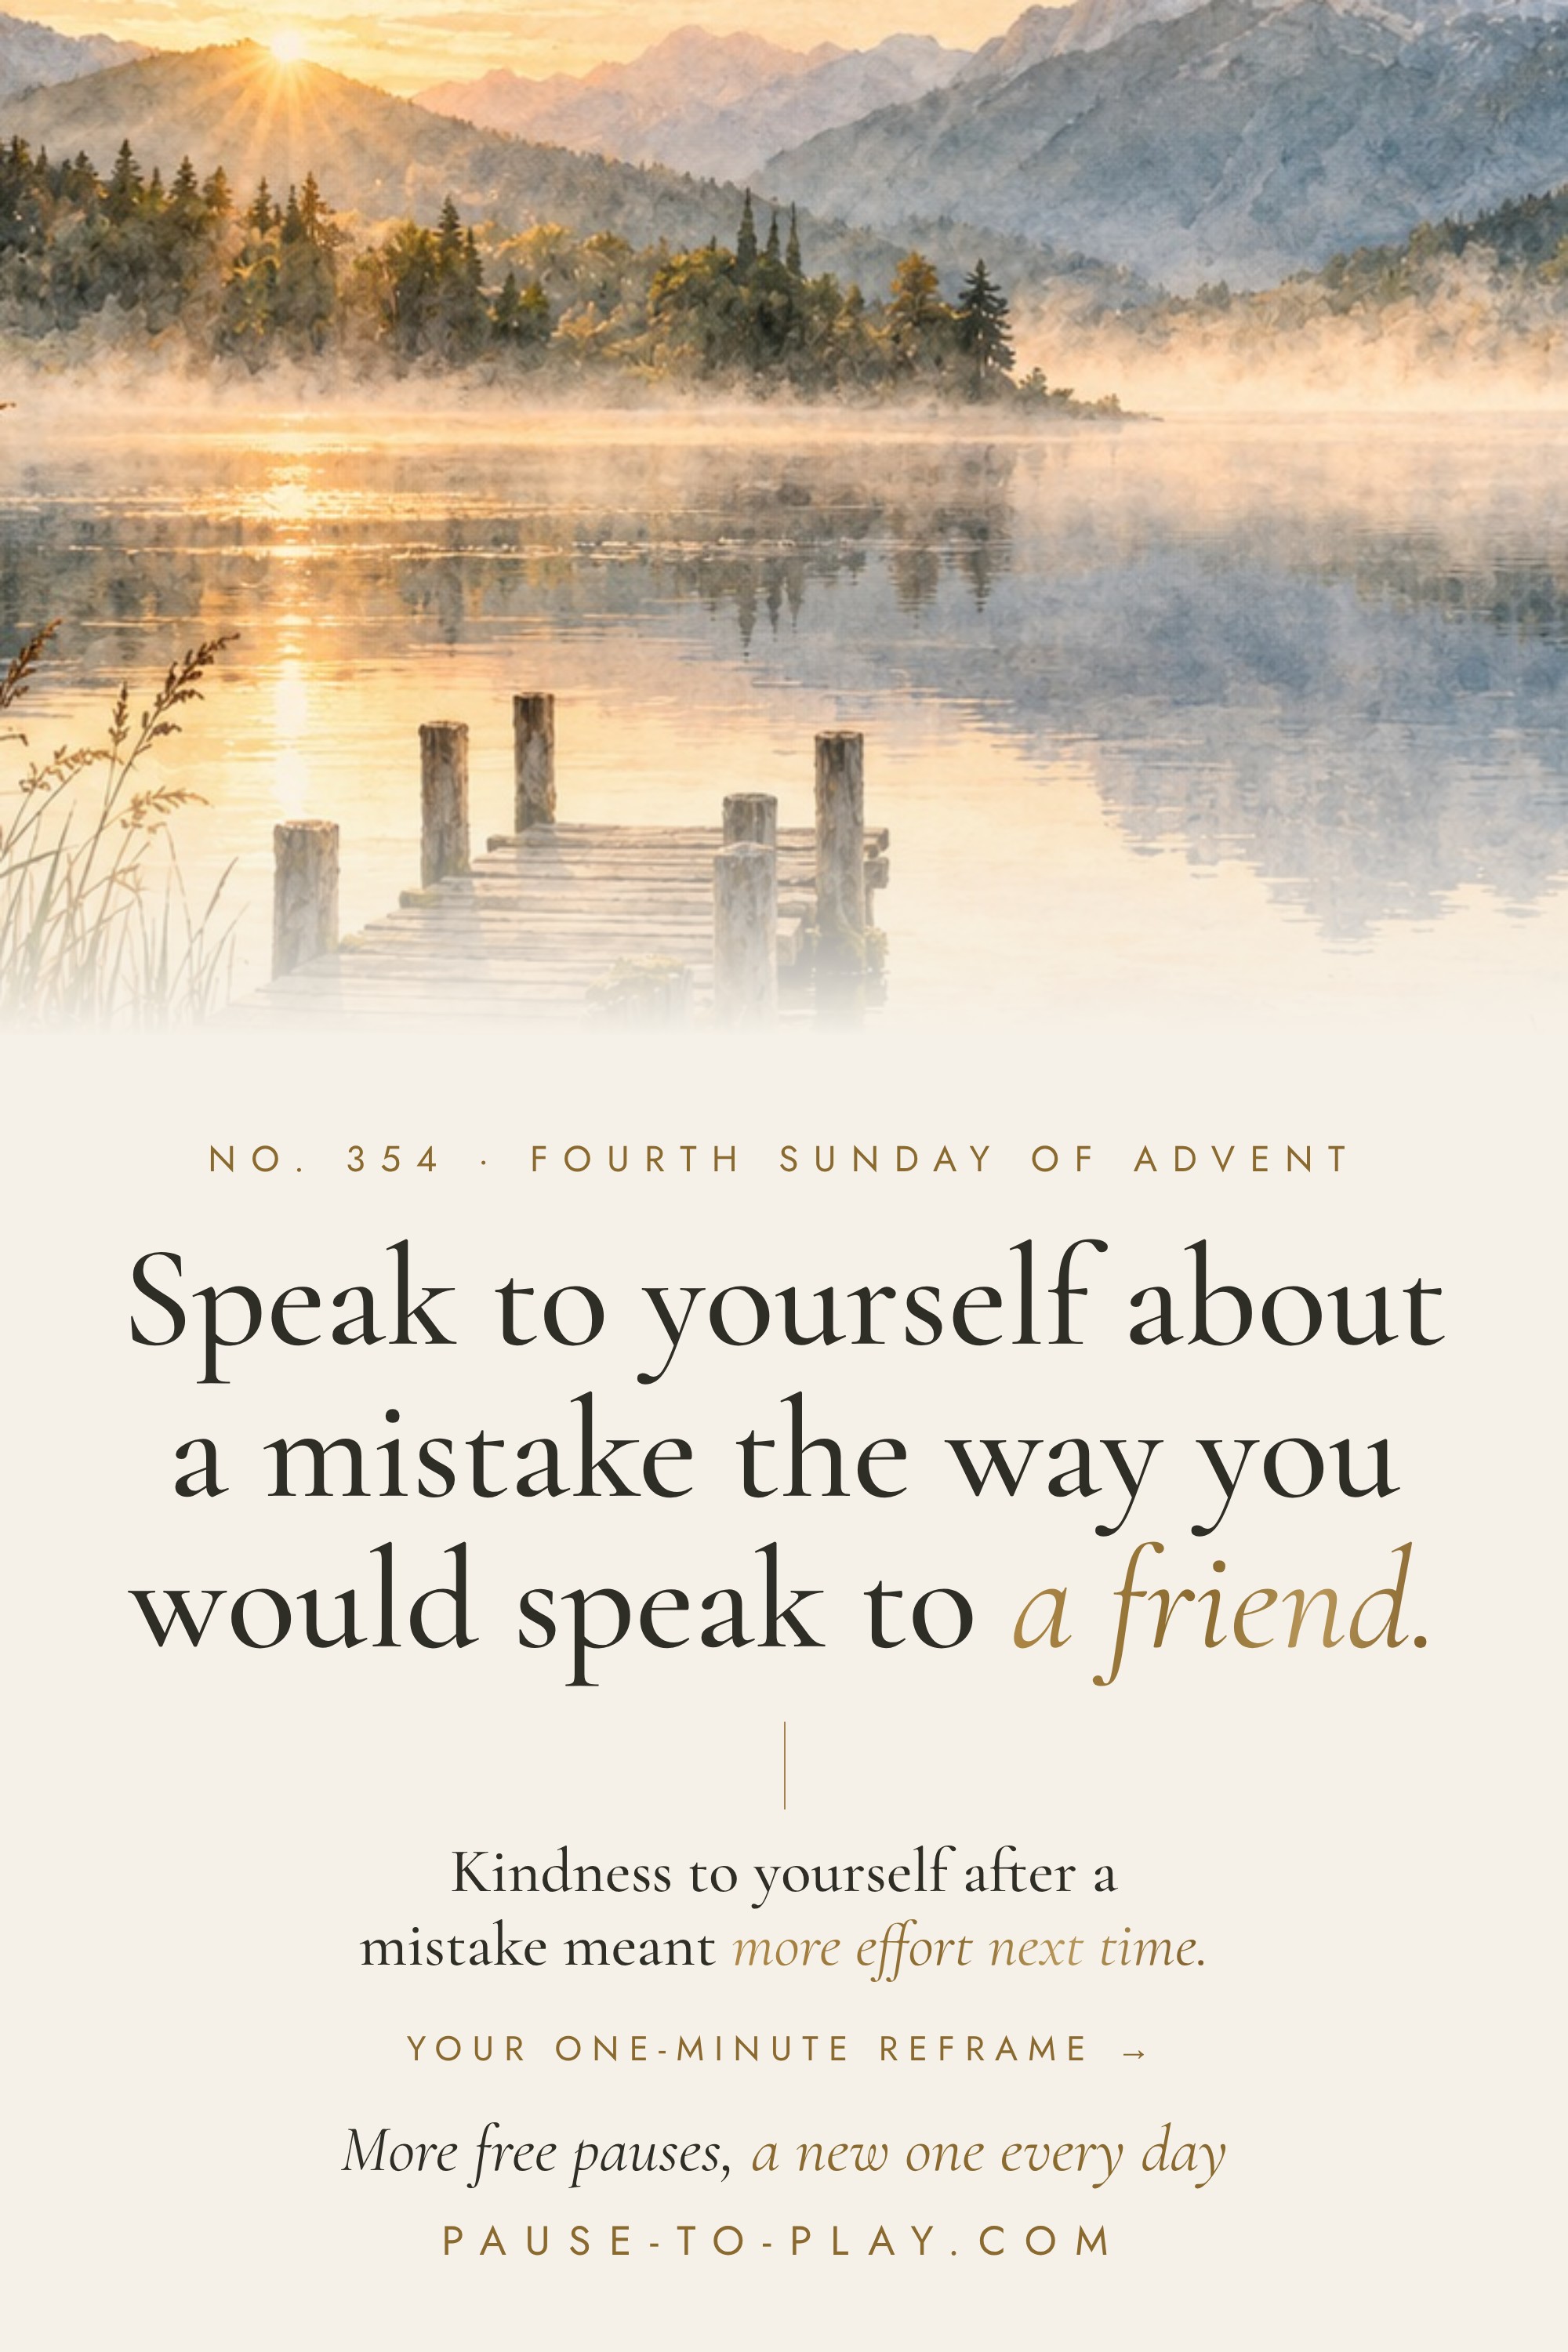 NO. 354 · FOURTH SUNDAY OF ADVENT
Speak to yourself about
a mistake the way you
would speak to a friend.
Kindness to yourself after a
mistake meant more effort next time.
YOUR ONE-MINUTE REFRAME →
More free pauses, a new one every day
PAUSE-TO-PLAY.COM